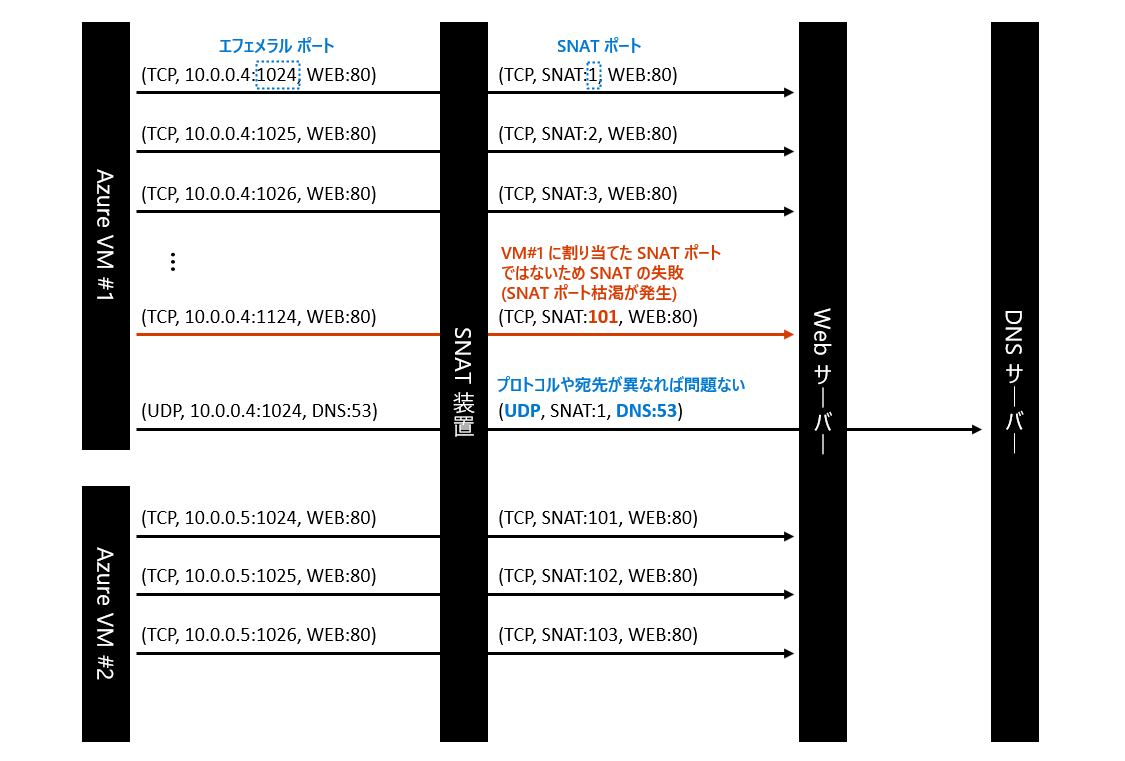 エフェメラル ポート
SNAT ポート
(TCP, 10.0.0.4:1024, WEB:80)
(TCP, SNAT:1, WEB:80)
(TCP, 10.0.0.4:1025, WEB:80)
(TCP, SNAT:2, WEB:80)
(TCP, 10.0.0.4:1026, WEB:80)
(TCP, SNAT:3, WEB:80)
Azure VM #1
⋮
VM#1 に割り当てた SNAT ポート
ではないため SNAT の失敗
(SNAT ポート枯渇が発生)
(TCP, 10.0.0.4:1124, WEB:80)
(TCP, SNAT:101, WEB:80)
SNAT 装置
Web サーバー
DNS サーバー
プロトコルや宛先が異なれば問題ない
(UDP, 10.0.0.4:1024, DNS:53)
(UDP, SNAT:1, DNS:53)
Azure VM #2
(TCP, 10.0.0.5:1024, WEB:80)
(TCP, SNAT:101, WEB:80)
(TCP, 10.0.0.5:1025, WEB:80)
(TCP, SNAT:102, WEB:80)
(TCP, 10.0.0.5:1026, WEB:80)
(TCP, SNAT:103, WEB:80)